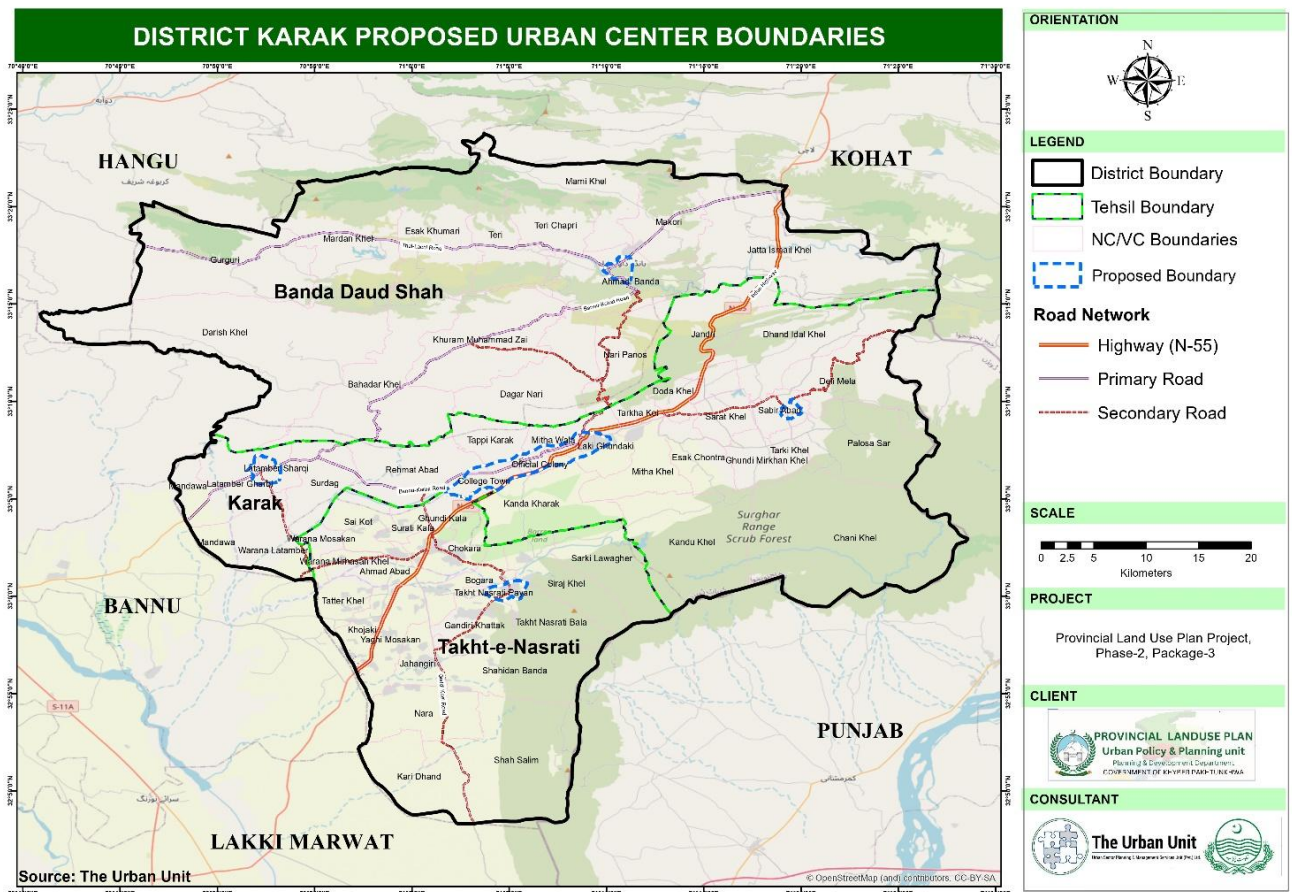 DISTRICT KARAK PROPOSED URBAN CENTER BOUNDARIES
HANGU
KOHAT
BANNU
PUNJAB
LAKKI MARWAT
Mami Khel
Makori
Teri Chapri
Esak Khumari
Teri
Mardan Khel
Gurguri
Jatta Ismail Khel
Banda Daud Shah
Ahmad Banda
Darish Khel
Khuram Muhammad Zai
Jandri
Dhand Idal Khel
Nari Panos
Bahadar Khel
Dagar Nari
Doda Khel
Deli Mela
Tarkha Koi
Sarat Khel
Sabir Abad
Tappi Karak
Mitha Wala
Laki Ghundaki
Palosa Sar
Tarki Khel
Esak Chontra
Ghundi Mirkhan Khel
Official Colony
Mitha Khel
Latamber Sharqi
Rehmat Abad
Mandawa
Latamber Gharbi
Surdag
College Town
Karak
Kanda Kharak
Ghundi Kala
Sai Kot
Surati Kala
Surghar
Range
Scrub Forest
Chani Khel
Kandu Khel
Mandawa
Warana Mosakan
Warana Latamber
Chokara
Sarki Lawagher
Ahmad Abad
Bogara
Siraj Khel
Takht Nasrati Payan
Tatter Khel
Gandiri Khattak
Takht Nasrati Bala
Khojaki
Yaghi Mosakan
Takht-e-Nasrati
Jahangiri
Shahidan Banda
Nara
Shah Salim
Kari Dhand
S-11A
Source: The Urban Unit
© OpenStreetMap (and) contributors, CC-BY-SA
ORIENTATION
N
W E
S
LEGEND
District Boundary
Tehsil Boundary
NC/VC Boundaries
Proposed Boundary
Road Network
Highway (N-55)
Primary Road
Secondary Road
SCALE
0 2.5 5 10 15 20
Kilometers
PROJECT
Provincial Land Use Plan Project,
Phase-2, Package-3
CLIENT
PROVINCIAL LANDUSE PLAN
Urban Policy & Planning unit
Planning & Development Department
GOVERNMENT OF KHYBER PAKHTUNKHWA
CONSULTANT
The Urban Unit